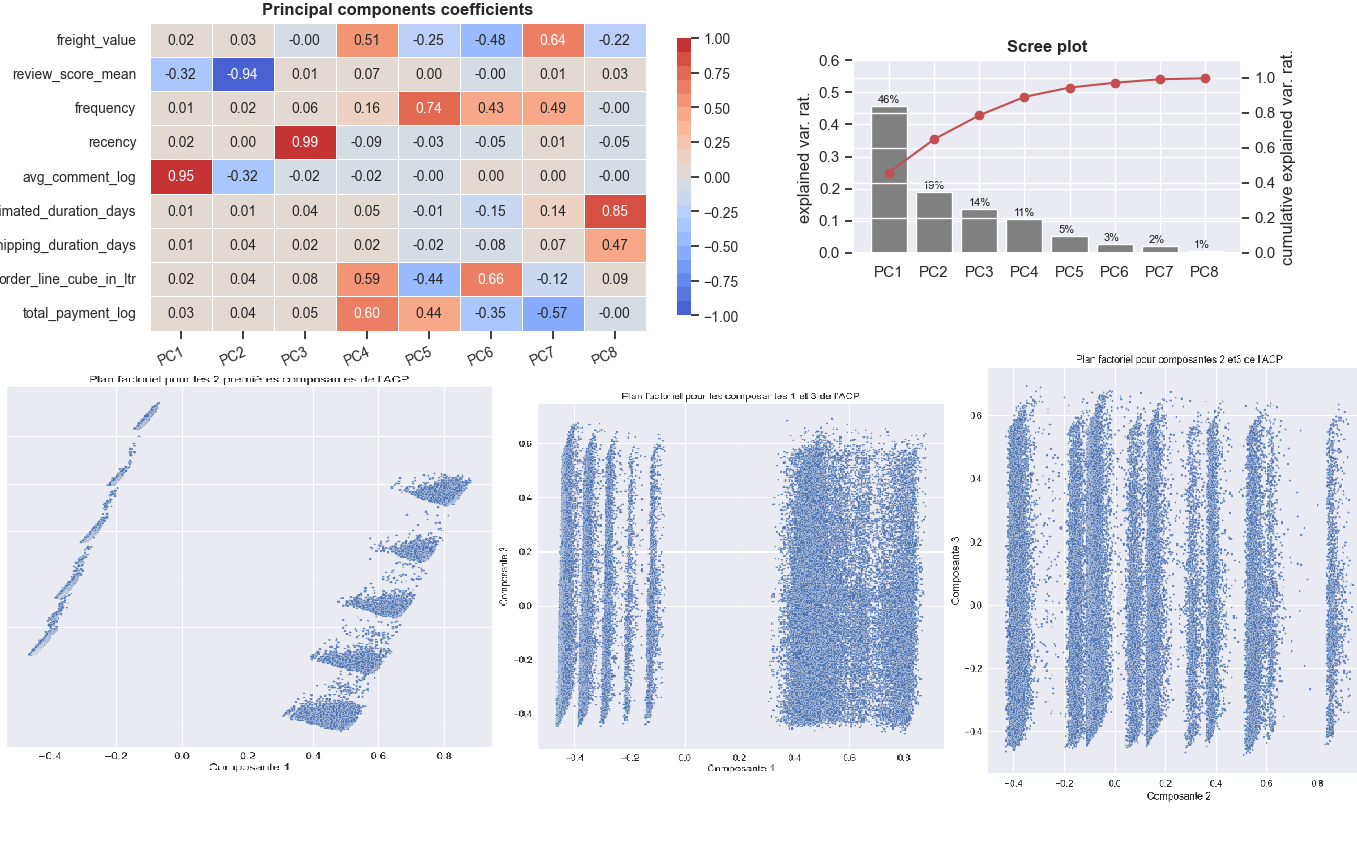 Principal components coefficients
freight_value 0.02 0.03 -0.00 0.51 -0.25 -0.48 0.64 -0.22
review_score_mean -0.32 -0.94 0.01 0.07 0.00 -0.00 0.01 0.03
frequency 0.01 0.02 0.06 0.16 0.74 0.43 0.49 -0.00
recency 0.02 0.00 0.99 -0.09 -0.03 -0.05 0.01 -0.05
avg_comment_log 0.95 -0.32 -0.02 -0.02 -0.00 0.00 0.00 -0.00
imated_duration_days 0.01 0.01 0.04 0.05 -0.01 -0.15 0.14 0.85
hipping_duration_days 0.01 0.04 0.02 0.02 -0.02 -0.08 0.07 0.47
order_line_cube_in_ltr 0.02 0.04 0.08 0.59 -0.44 0.66 -0.12 0.09
total_payment_log 0.03 0.04 0.05 0.60 0.44 -0.35 -0.57 -0.00
PC1 PC2 PC3 PC4 PC5 PC6 PC7 PC8
1.00
0.75
0.50
0.25
0.00
−0.25
−0.50
−0.75
−1.00
Scree plot
explained var. rat.
0.6
0.5
0.4
0.3
0.2
0.1
0.0
46% 19% 14% 11% 5% 3% 2% 1%
PC1 PC2 PC3 PC4 PC5 PC6 PC7 PC8
1.0
0.8
0.6
0.4
0.2
0.0
cumulative explained var. rat.
Plan factoriel pour les 2 premières composantes de l'ACP
−0.4 −0.2 0.0 0.2 0.4 0.6 0.8
Composante 1
Plan factoriel pour les composantes 1 et 3 de l'ACP
0.6
0.4
0.2
0.0
−0.2
−0.4
Composante 3
−0.4 −0.2 0.0 0.2 0.4 0.6 0.8
Composante 1
Plan factoriel pour composantes 2 et3 de l'ACP
0.6
0.4
0.2
0.0
−0.2
−0.4
Composante 3
−0.4 −0.2 0.0 0.2 0.4 0.6 0.8
Composante 2